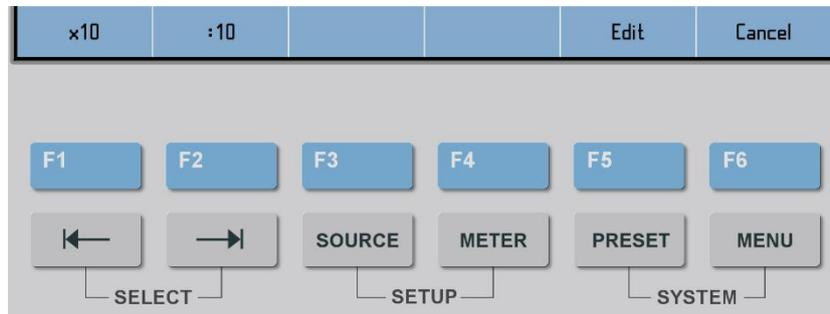 x10 :10 Edit Cancel
F1 F2 F3 F4 F5 F6
SOURCE METER PRESET MENU
SELECT SETUP SYSTEM